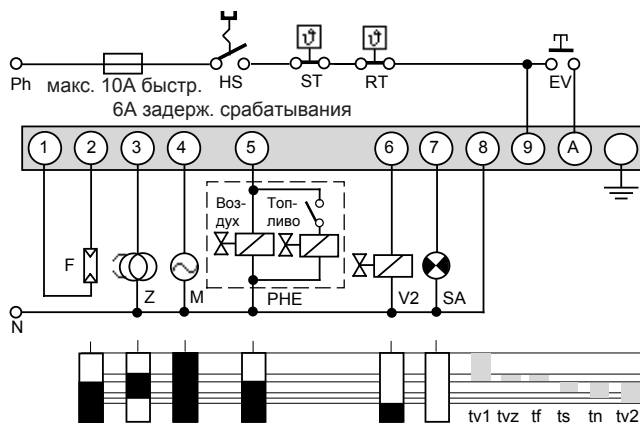 ϑ ϑ
Ph макс. 10А быстр. HS ST RT EV
6А задерж. срабатывания
1 2 3 4 5 6 7 8 9 A
Воз-
дух
Топ-
ливо
F Z M PHE V2 SA
N
tv1 tvz tf ts tn tv2